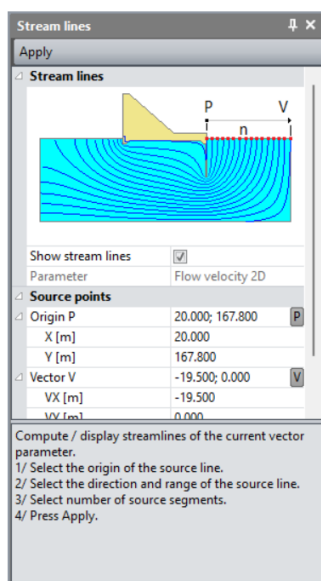 Stream lines
Apply
Stream lines
P V
n
Show stream lines
Parameter Flow velocity 2D
Source points
Origin P 20.000; 167.800 P
X [m] 20.000
Y [m] 167.800
Vector V -19.500; 0.000 V
VX [m] -19.500
VY [m] 0.000
Compute / display streamlines of the current vector
parameter.
1/ Select the origin of the source line.
2/ Select the direction and range of the source line.
3/ Select number of source segments.
4/ Press Apply.